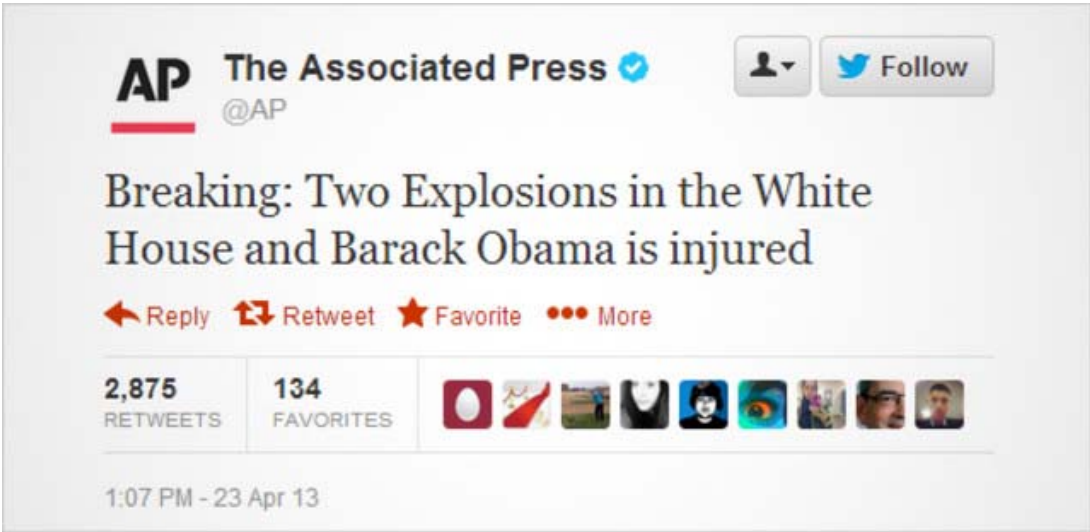 AP The Associated Press
@AP
Follow
Breaking: Two Explosions in the White
House and Barack Obama is injured
Reply Retweet Favorite More
2,875 134
RETWEETS FAVORITES
1:07 PM - 23 Apr 13